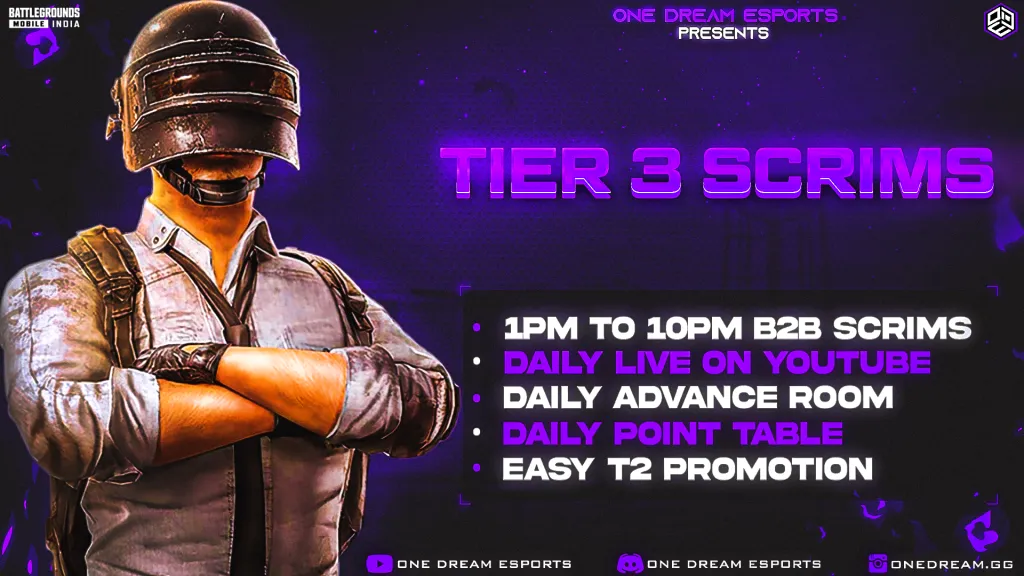 BATTLEGROUNDS
MOBILE INDIA
ONE DREAM ESPORTS
PRESENTS
TIER 3 SCRIMS
1PM TO 10PM B2B SCRIMS
DAILY LIVE ON YOUTUBE
DAILY ADVANCE ROOM
DAILY POINT TABLE
EASY T2 PROMOTION
ONE DREAM ESPORTS
ONE DREAM ESPORTS
ONEDREAM.GG